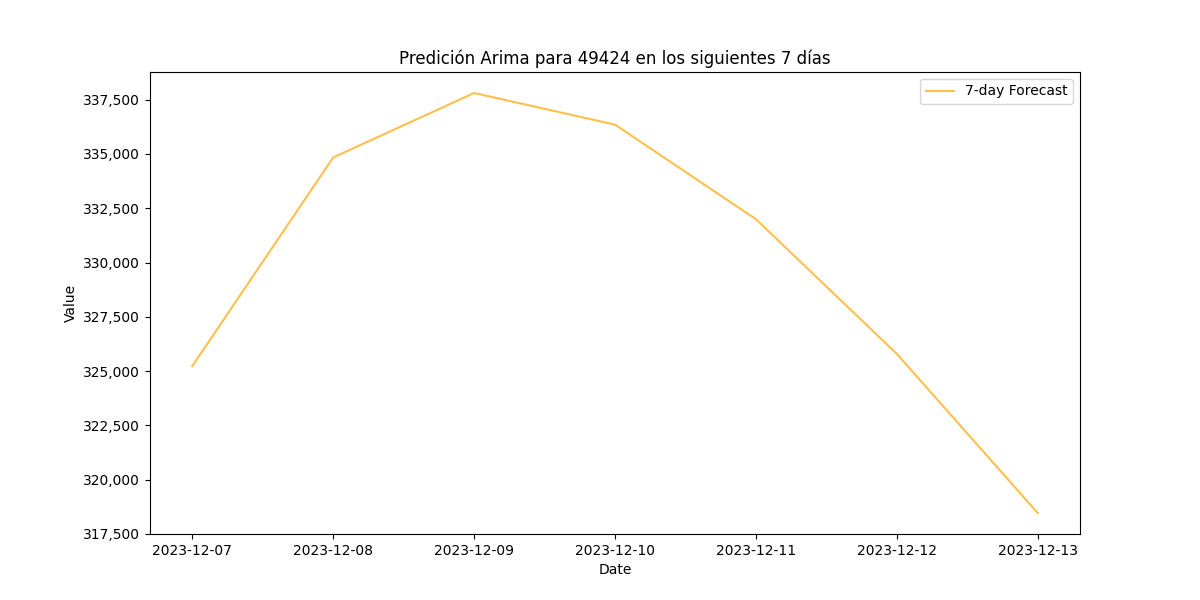 Predición Arima para 49424 en los siguientes 7 días
7-day Forecast
337,500
335,000
332,500
330,000
327,500
325,000
322,500
320,000
317,500
Value
2023-12-07 2023-12-08 2023-12-09 2023-12-10 2023-12-11 2023-12-12 2023-12-13
Date